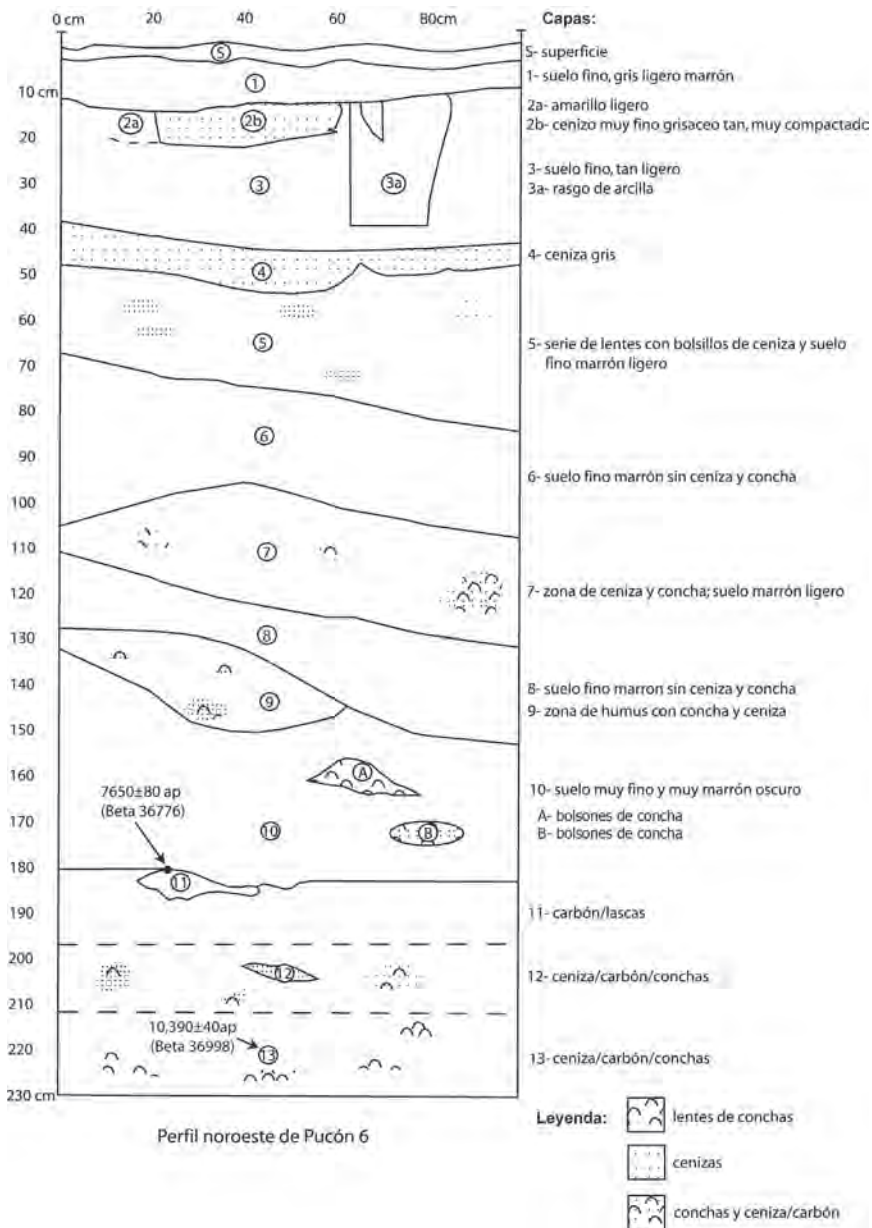 0 cm 20 40 60 80cm
Capas:
S
S- superficie
1
1- suelo fino, gris ligero marrón
10 cm
2a
2b
2a- amarillo ligero
2b- cenizo muy fino grisaceo tan, muy compactado
20
3- suelo fino, tan ligero
30
3
3a
3a- rasgo de arcilla
40
4- ceniza gris
4
50
60
5
5- serie de lentes con bolsillos de ceniza y suelo
fino marrón ligero
70
80
6
90
6- suelo fino marrón sin ceniza y concha
100
110
7
120
7- zona de ceniza y concha; suelo marrón ligero
130
8
140
8- suelo fino marron sin ceniza y concha
9
9- zona de humus con concha y ceniza
150
160
A
7650±80 ap
(Beta 36776)
10- suelo muy fino y muy marrón oscuro
A- bolsones de concha
170
10
B
B- bolsones de concha
180
11
190
11- carbón/lascas
200
12
12- ceniza/carbón/conchas
210
10,390±40ap
(Beta 36998)
220
13
13- ceniza/carbón/conchas
230 cm
Perfil noroeste de Pucón 6
Leyenda:
lentes de conchas
cenizas
conchas y ceniza/carbón